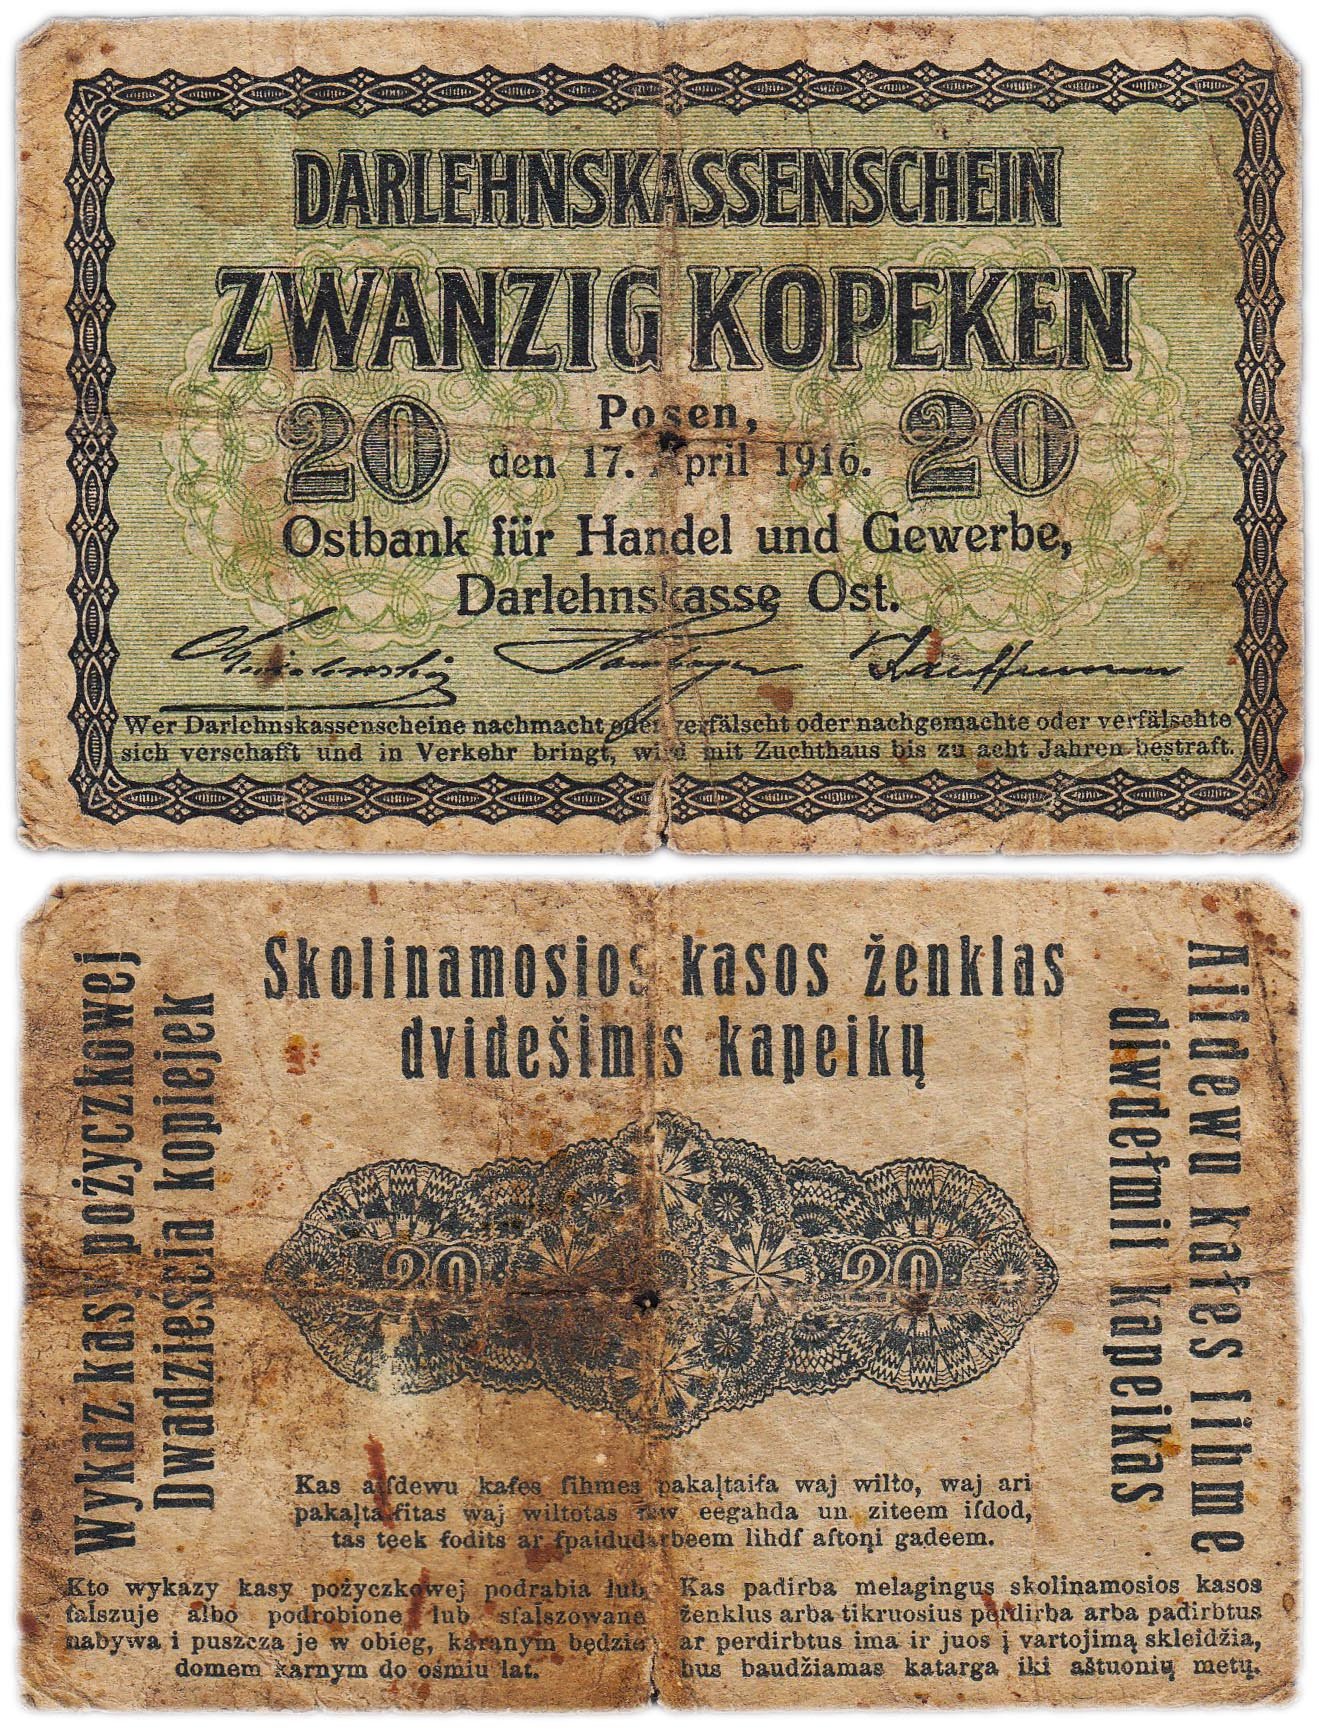 DARLEHNSKASSENSCHEIN
ZWANZIG KOPEKEN
20 20
Posen,
den 17. April 1916.
Ostbank für Handel und Gewerbe,
Darlehnskasse Ost.
Wer Darlehnskassenscheine nachmacht oder verfälscht oder nachgemachte oder verfälschte
sich verschafft und in Verkehr bringt, wird mit Zuchthaus bis zu acht Jahren bestraft.
Wykaz kasy pożyczkowej
Dwadzieścia kopiejek
Skolinamosios kasos ženklas
dvidešimts kapeikų
Aiſdewu kaſes ſihme
diwdeſmit kapeikas
20 20
Kas aiſdewu kaſes ſihmes pakaļtaiſa waj wilto, waj ari
pakaļtaiſitas waj wiltotas eegahda un ziteem iſdod,
tas teek ſodits ar ſpaidudarbeem lihdſ aſtoņi gadeem.
Kto wykazy kasy pożyczkowej podrabia lub
fałszuje albo podrobione lub sfałszowane
nabywa i puszcza je w obieg, karanym będzie
domem karnym do ośmiu lat.
Kas padirba melagingus skolinamosios kasos
ženklus arba tikruosius perdirba arba padirbtus
ar perdirbtus ima ir juos į vartojimą skleidžia,
bus baudžiamas katarga iki aštuonių metų.